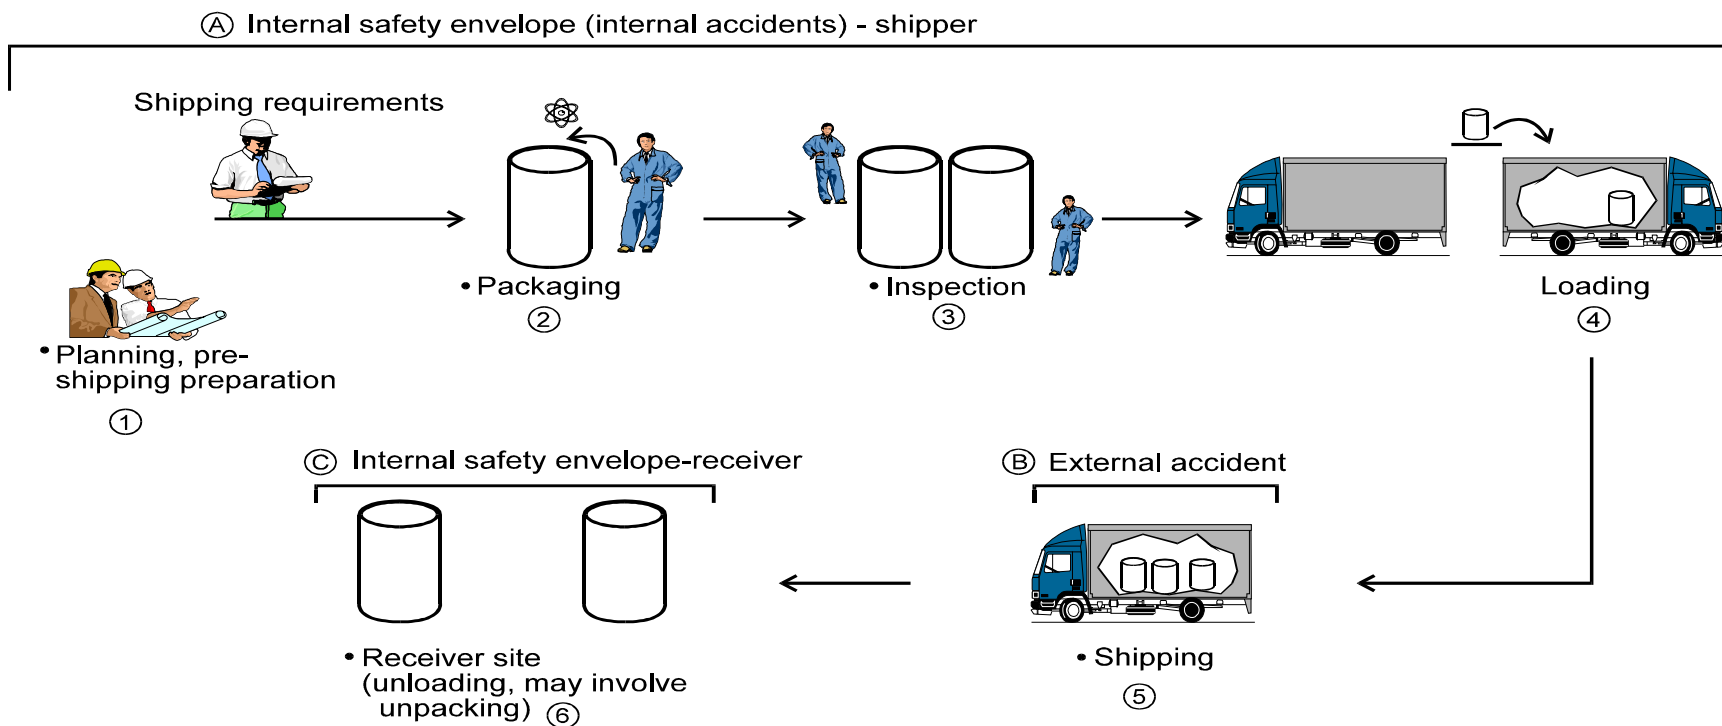 Ⓐ Internal safety envelope (internal accidents) - shipper
Shipping requirements
• Packaging
②
• Inspection
③
Loading
④
• Planning, pre-
shipping preparation
①
Ⓒ Internal safety envelope-receiver
Ⓑ External accident
• Receiver site
(unloading, may involve
unpacking) ⑥
• Shipping
⑤